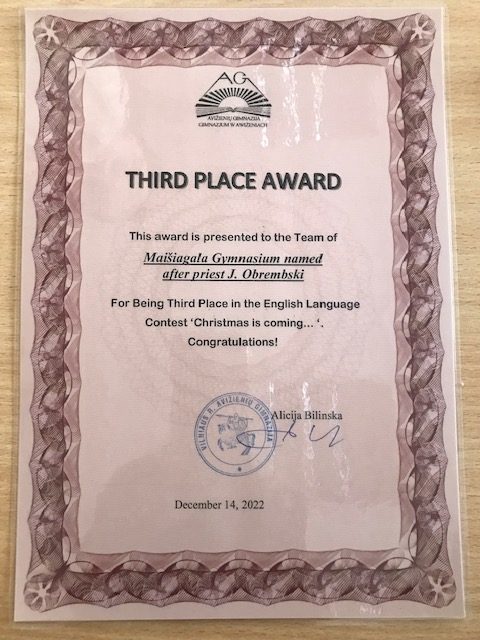 AG
AVIŽIENIŲ GIMNAZIJA
GIMNAZJUM W AWIŻENIACH
THIRD PLACE AWARD
This award is presented to the Team of
Maišiagala Gymnasium named
after priest J. Obrembski
For Being Third Place in the English Language
Contest ‘Christmas is coming… ‘.
Congratulations!
VILNIAUS R. AVIŽIENIŲ GIMNAZIJA
Alicija Bilinska
December 14, 2022